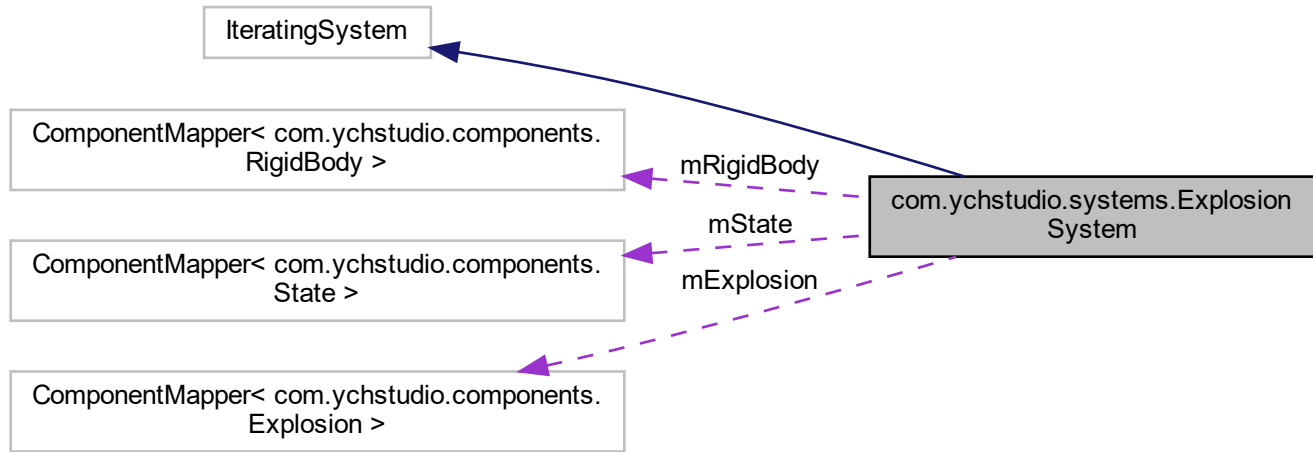 IteratingSystem
ComponentMapper< com.ychstudio.components.
RigidBody >
mRigidBody
com.ychstudio.systems.Explosion
System
mState
ComponentMapper< com.ychstudio.components.
State >
mExplosion
ComponentMapper< com.ychstudio.components.
Explosion >